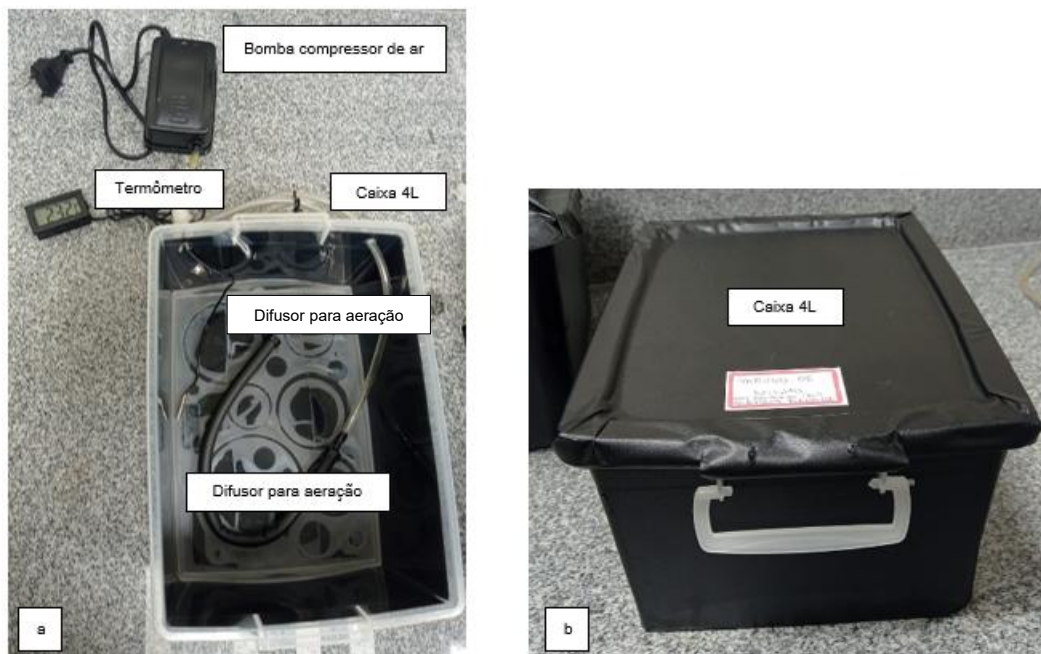 Bomba compressor de ar
Termômetro
Caixa 4L
Difusor para aeração
Difusor para aeração
a
Caixa 4L
b